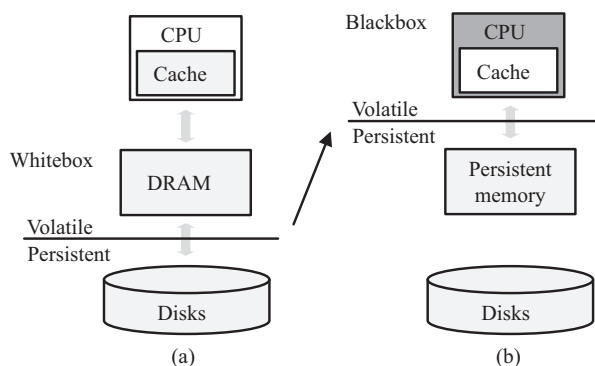 CPU
Cache
Whitebox
DRAM
Volatile
Persistent
Disks
(a)
Blackbox
CPU
Cache
Volatile
Persistent
Persistent
memory
Disks
(b)